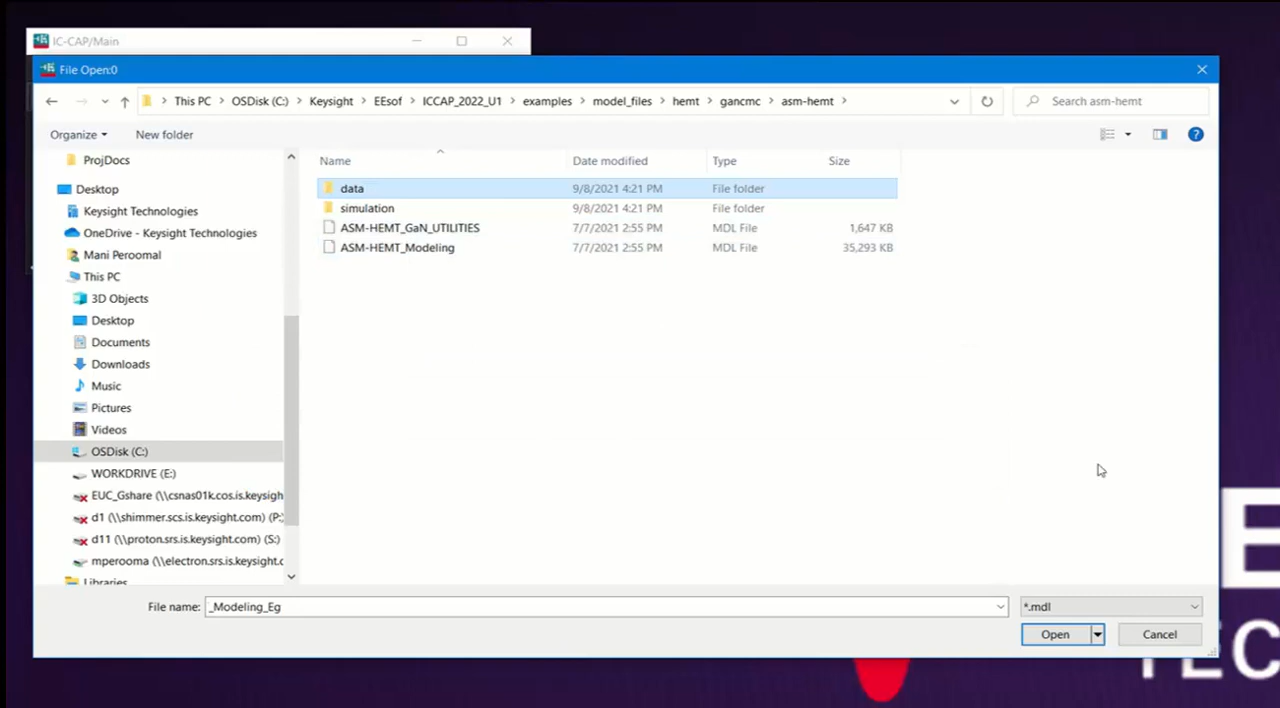 IC-CAP/Main
File Open:0
This PC > OSDisk (C:) > Keysight > EEsof > ICCAP_2022_U1 > examples > model_files > hemt > gancmc > asm-hemt >
Search asm-hemt
Organize
New folder
Name Date modified Type Size
ProjDocs
Desktop
Keysight Technologies
OneDrive - Keysight Technologies
Mani Peroomal
This PC
3D Objects
Desktop
Documents
Downloads
Music
Pictures
Videos
OSDisk (C:)
WORKDRIVE (E:)
EUC_Gshare (\\csnas01k.cos.is.keysigh
d1 (\\shimmer.scs.is.keysight.com) (P:)
d11 (\\proton.srs.is.keysight.com) (S:)
mperooma (\\electron.srs.is.keysight.c
Libraries
data 9/8/2021 4:21 PM File folder
simulation 9/8/2021 4:21 PM File folder
ASM-HEMT_GaN_UTILITIES 7/7/2021 2:55 PM MDL File 1,647 KB
ASM-HEMT_Modeling 7/7/2021 2:55 PM MDL File 35,293 KB
File name: _Modeling_Eg
*.mdl
Open
Cancel
E
TEC